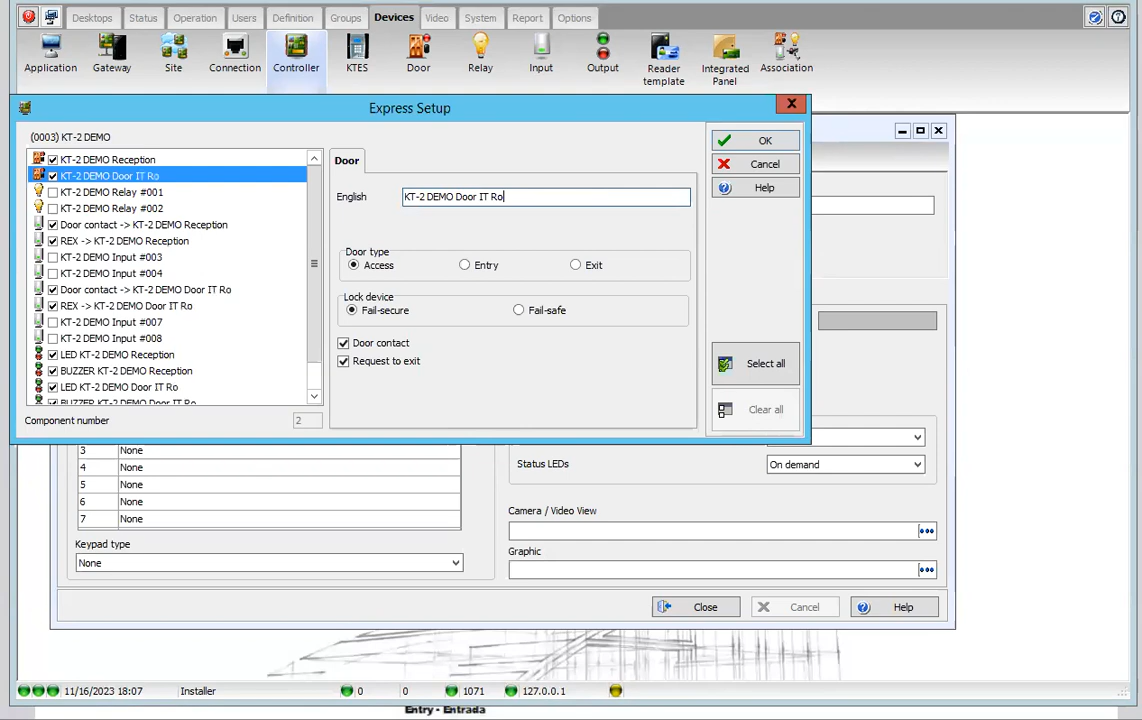 Desktops
Status
Operation
Users
Definition
Groups
Devices
Video
System
Report
Options
Application
Gateway
Site
Connection
Controller
KTES
Door
Relay
Input
Output
Reader template
Integrated Panel
Association
Express Setup
(0003) KT-2 DEMO
KT-2 DEMO Reception
KT-2 DEMO Door IT Ro
KT-2 DEMO Relay #001
KT-2 DEMO Relay #002
Door contact -> KT-2 DEMO Reception
REX -> KT-2 DEMO Reception
KT-2 DEMO Input #003
KT-2 DEMO Input #004
Door contact -> KT-2 DEMO Door IT Ro
REX -> KT-2 DEMO Door IT Ro
KT-2 DEMO Input #007
KT-2 DEMO Input #008
LED KT-2 DEMO Reception
BUZZER KT-2 DEMO Reception
LED KT-2 DEMO Door IT Ro
BUZZER KT-2 DEMO Door IT Ro
Component number 2
Door
English KT-2 DEMO Door IT Ro
Door type
Access Entry Exit
Lock device
Fail-secure Fail-safe
Door contact
Request to exit
OK
Cancel
Help
Select all
Clear all
3 None
4 None
5 None
6 None
7 None
Keypad type
None
Status LEDs On demand
Camera / Video View
Graphic
Close Cancel Help
11/16/2023 18:07 Installer 0 0 1071 127.0.0.1
Entry - Entrada